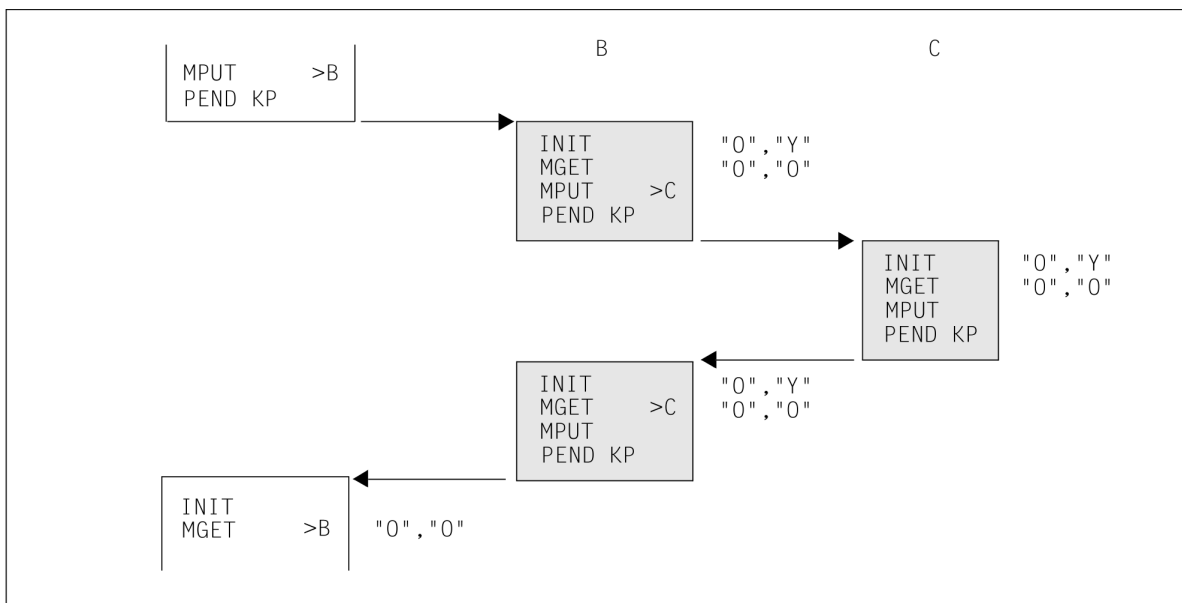 B C
MPUT >B
PEND KP
INIT "O","Y"
MGET "O","O"
MPUT >C
PEND KP
INIT "O","Y"
MGET "O","O"
MPUT
PEND KP
INIT "O","Y"
MGET >C "O","O"
MPUT
PEND KP
INIT
MGET >B "O","O"